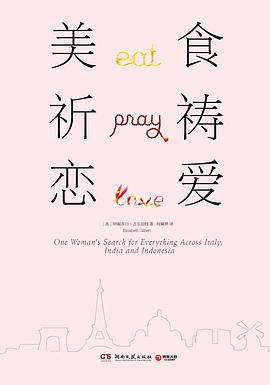 美 eat 食
祈 pray 祷
恋 love 爱
[美] 伊丽莎白·吉尔伯特 著 何佩桦 译
Elizabeth Gilbert
One Woman's Search for Everything Across Italy,
India and Indonesia
湖南文艺出版社